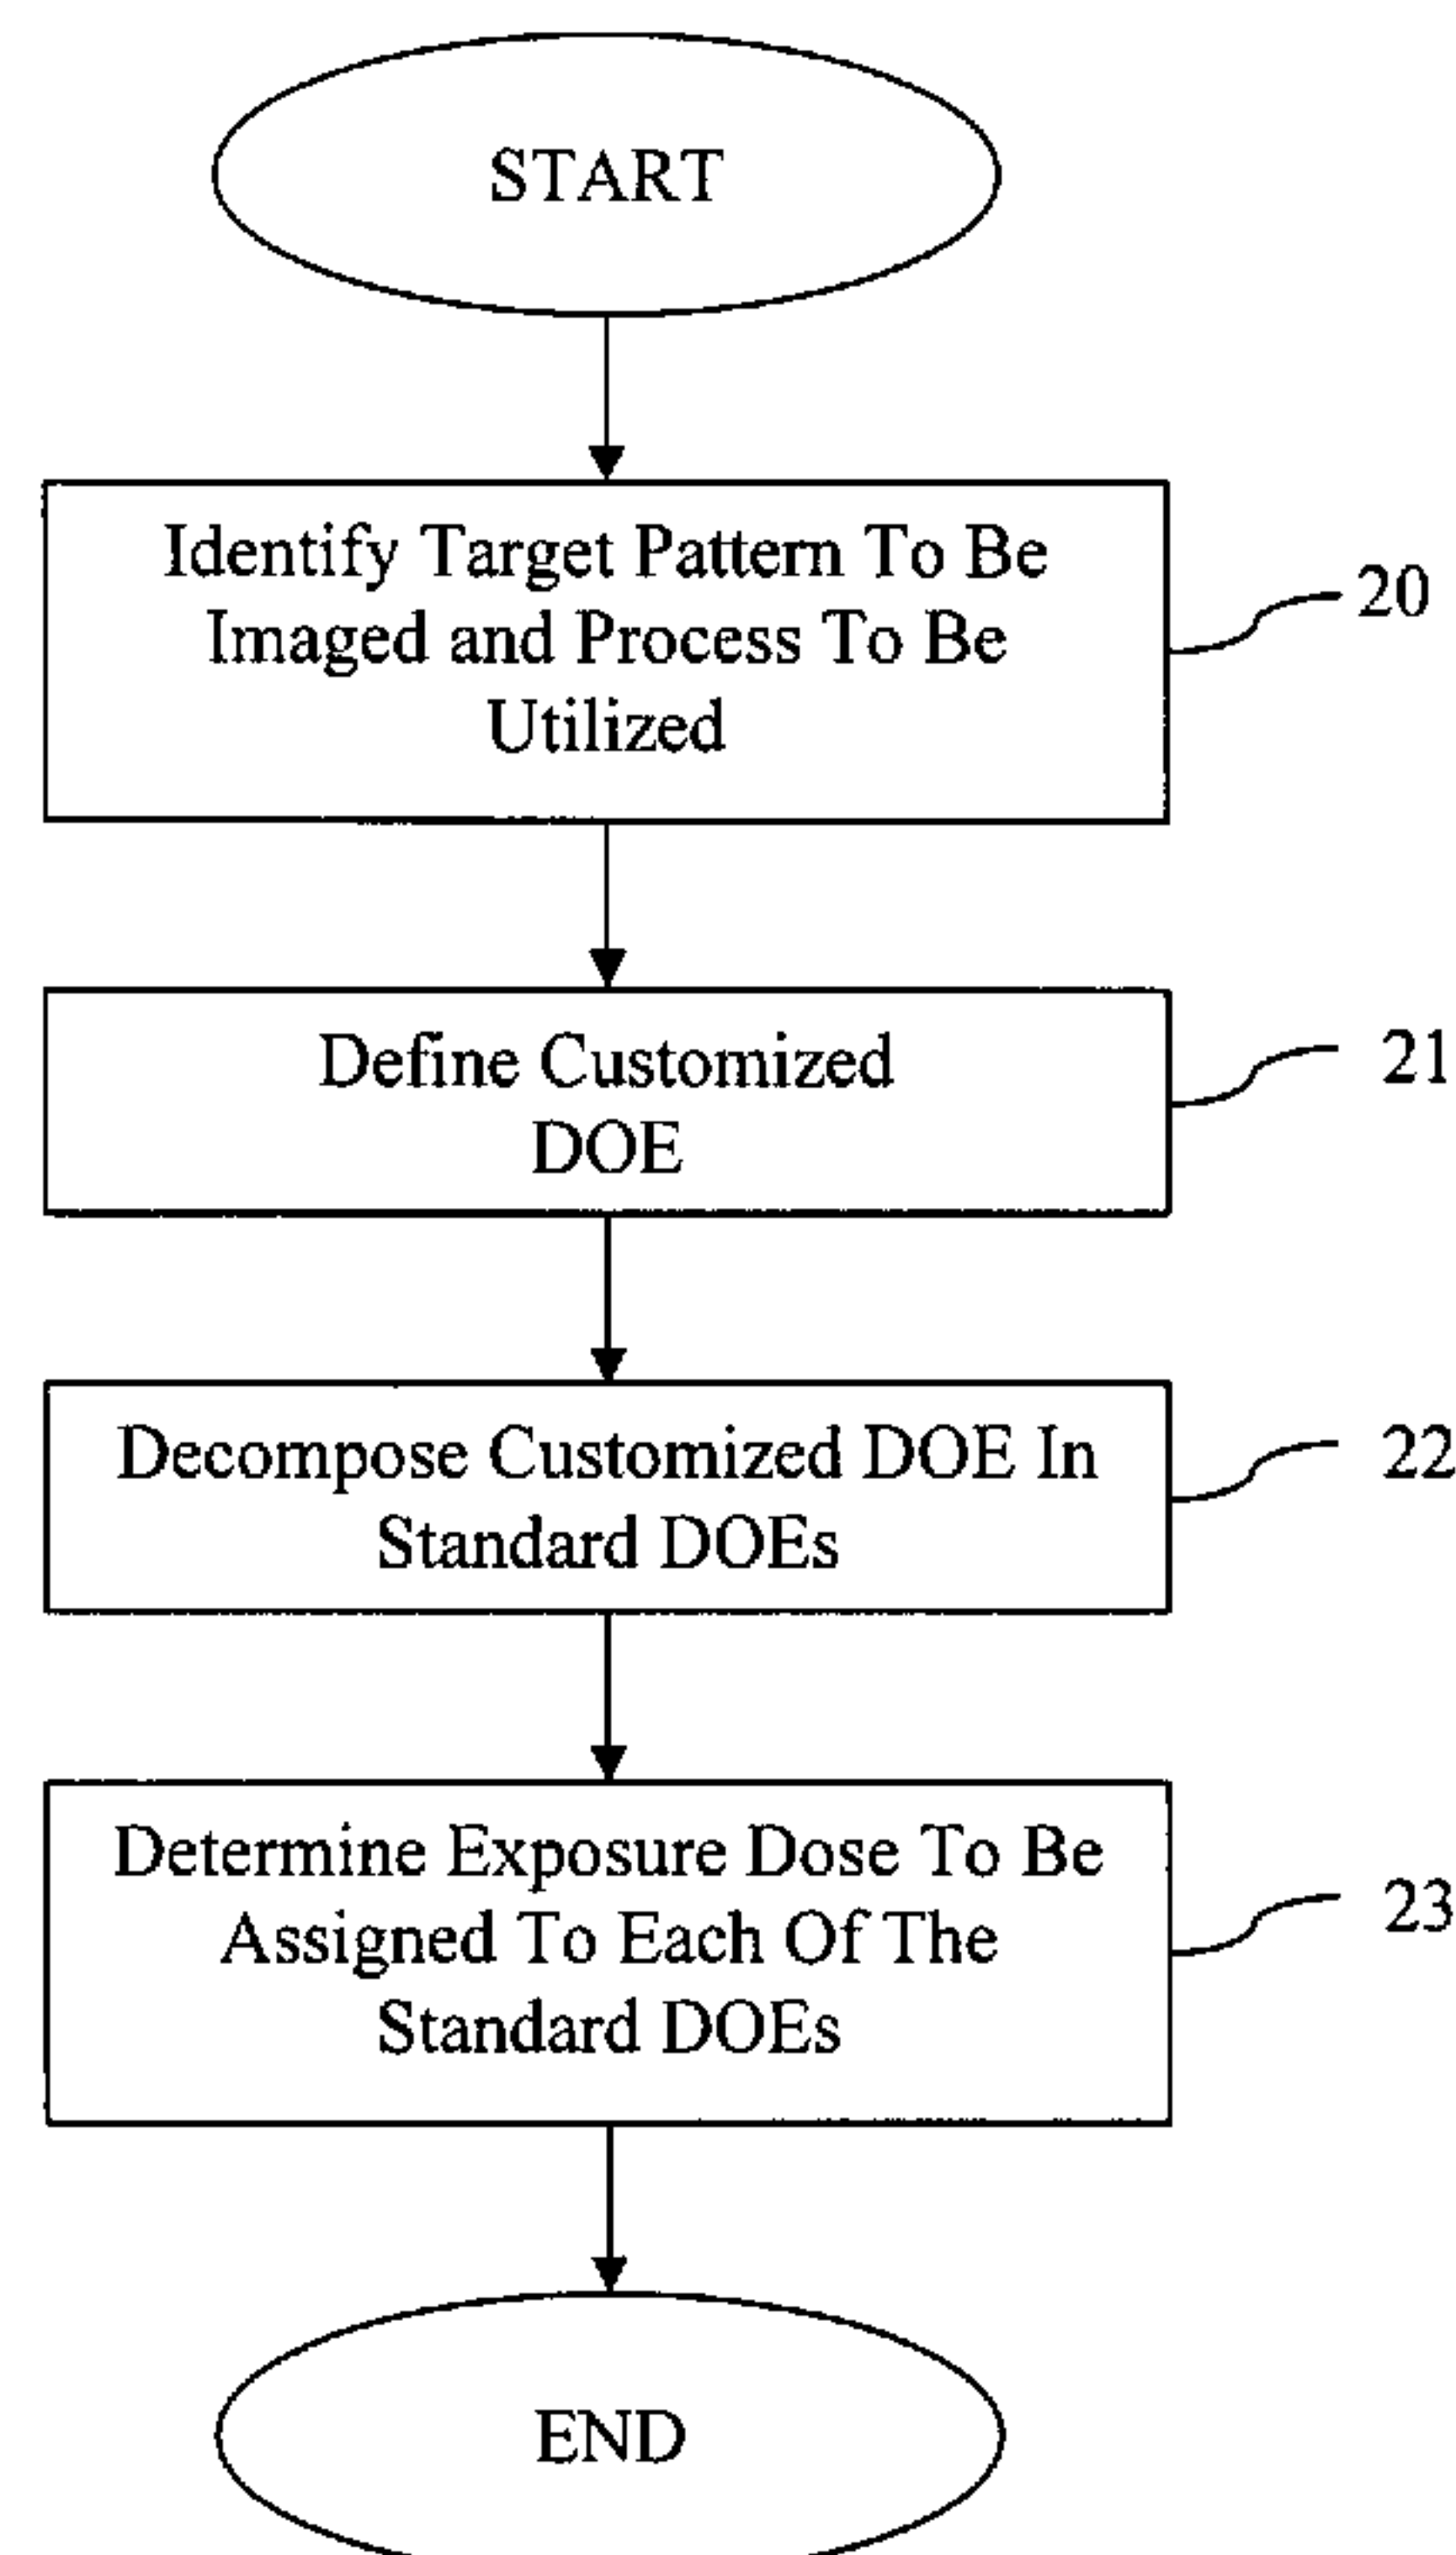 START
Identify Target Pattern To Be
Imaged and Process To Be
Utilized
20
Define Customized
DOE
21
Decompose Customized DOE In
Standard DOEs
22
Determine Exposure Dose To Be
Assigned To Each Of The
Standard DOEs
23
END